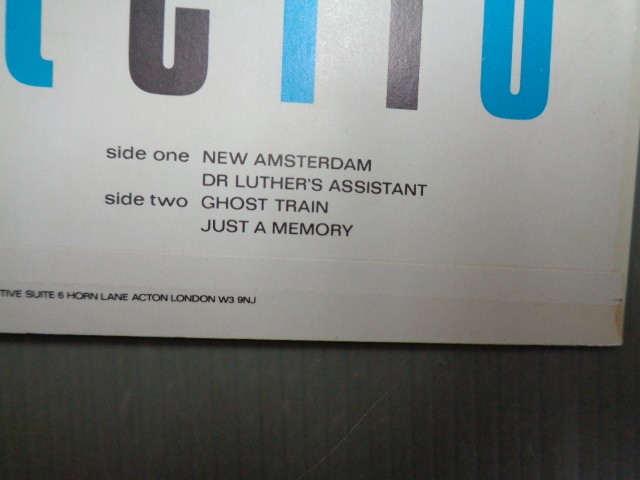 side one NEW AMSTERDAM
DR LUTHER'S ASSISTANT
side two GHOST TRAIN
JUST A MEMORY
TIVE SUITE 6 HORN LANE ACTON LONDON W3 9NJ